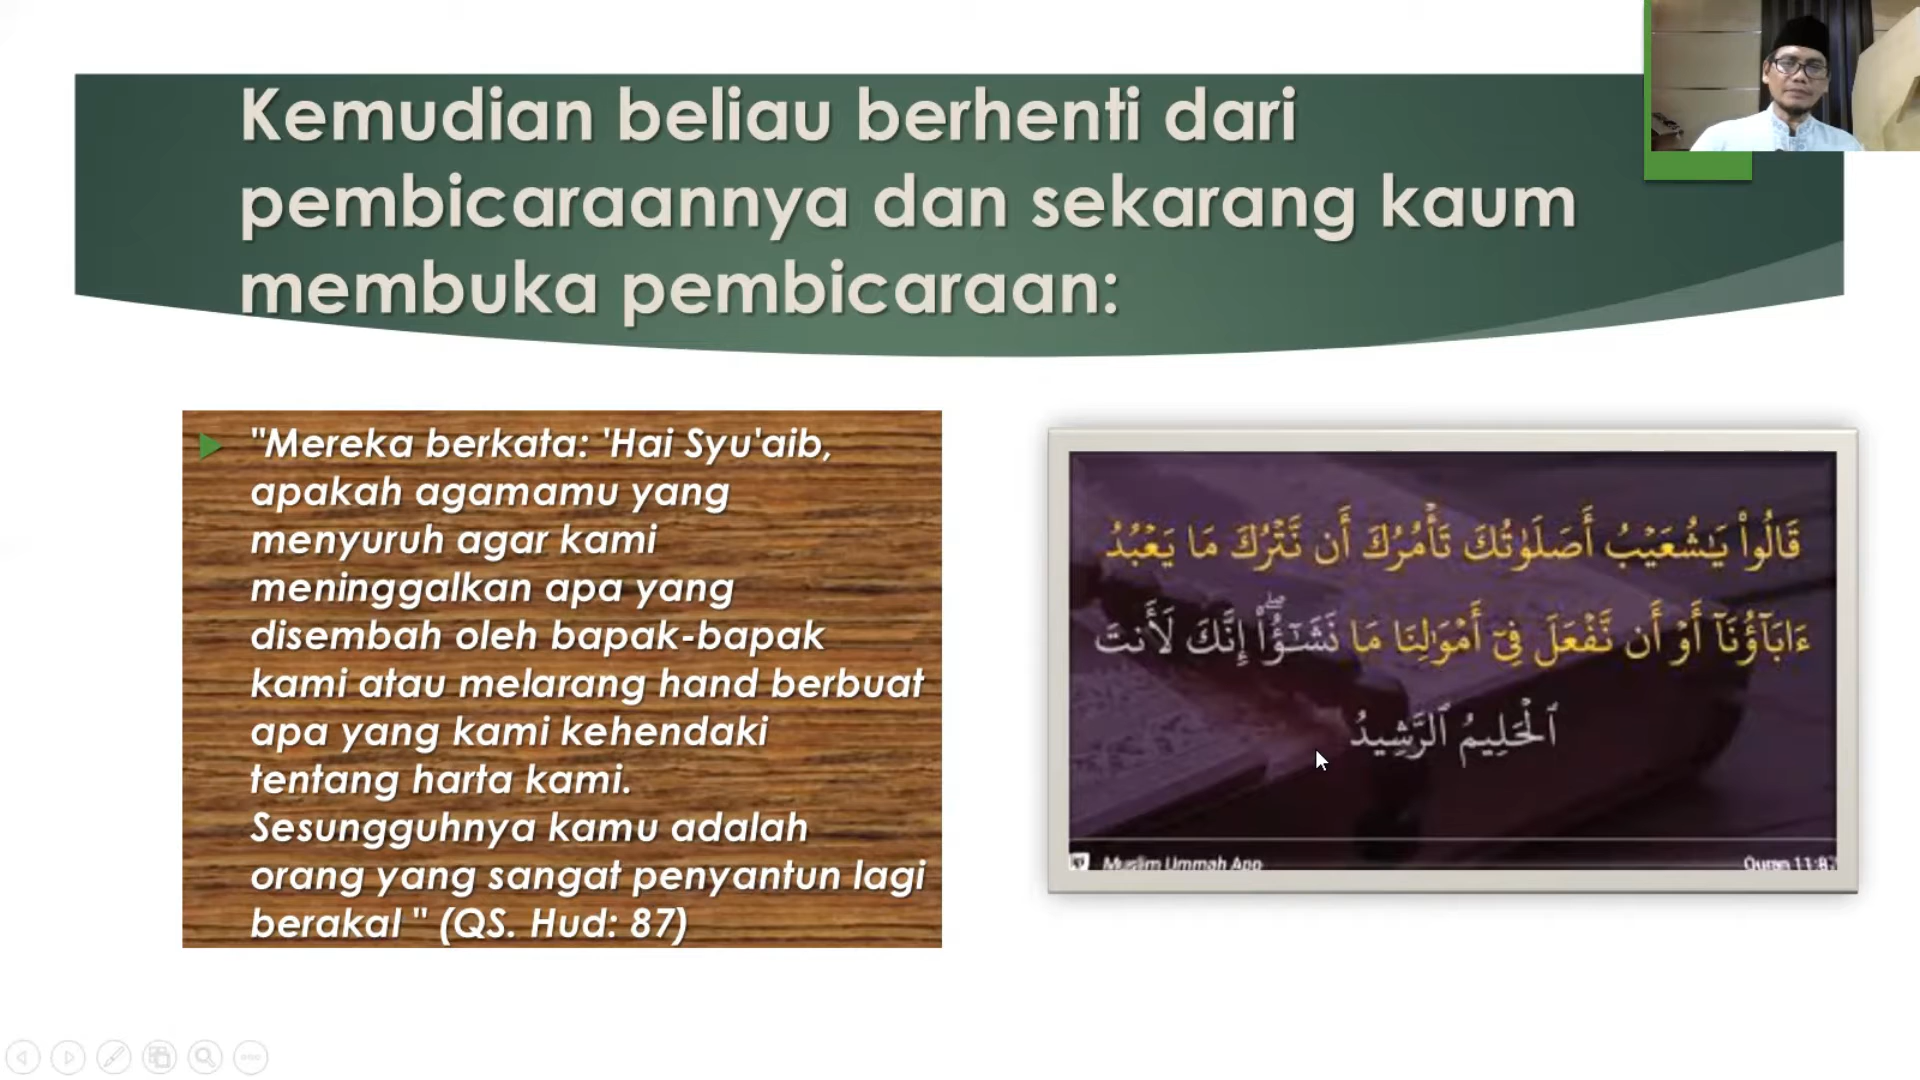 Kemudian beliau berhenti dari
pembicaraannya dan sekarang kaum
membuka pembicaraan:
"Mereka berkata: 'Hai Syu'aib,
apakah agamamu yang
menyuruh agar kami
meninggalkan apa yang
disembah oleh bapak-bapak
kami atau melarang hand berbuat
apa yang kami kehendaki
tentang harta kami.
Sesungguhnya kamu adalah
orang yang sangat penyantun lagi
berakal " (QS. Hud: 87)
قَالُوا۟ يَـٰشُعَيْبُ أَصَلَوٰتُكَ تَأْمُرُكَ أَن نَّتْرُكَ مَا يَعْبُدُ
ءَابَآؤُنَآ أَوْ أَن نَّفْعَلَ فِىٓ أَمْوَٰلِنَا مَا نَشَـٰٓؤُا۟ ۖ إِنَّكَ لَأَنتَ
ٱلْحَلِيمُ ٱلرَّشِيدُ
Muslim Ummah App
Quran 11:87